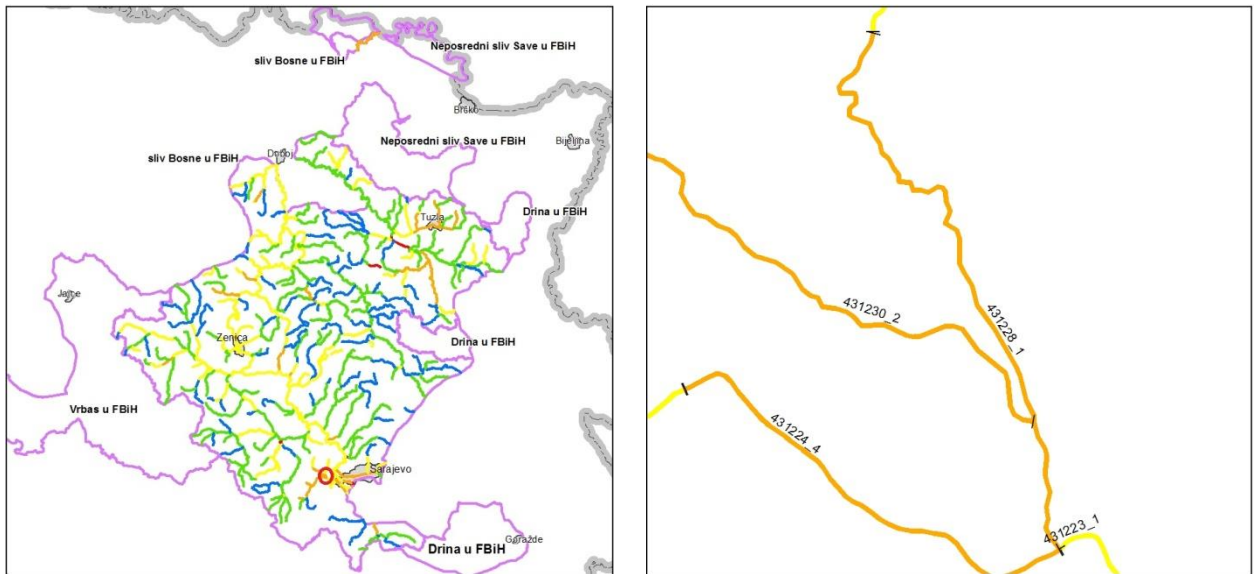 Neposredni sliv Save u FBiH
sliv Bosne u FBiH
Brčko
Neposredni sliv Save u FBiH
Bijeljina
sliv Bosne u FBiH
Doboj
Drina u FBiH
Tuzla
Jajce
Zenica
Drina u FBiH
Vrbas u FBiH
Sarajevo
Drina u FBiH
Goražde
431230_2
431228_1
431224_4
431223_1